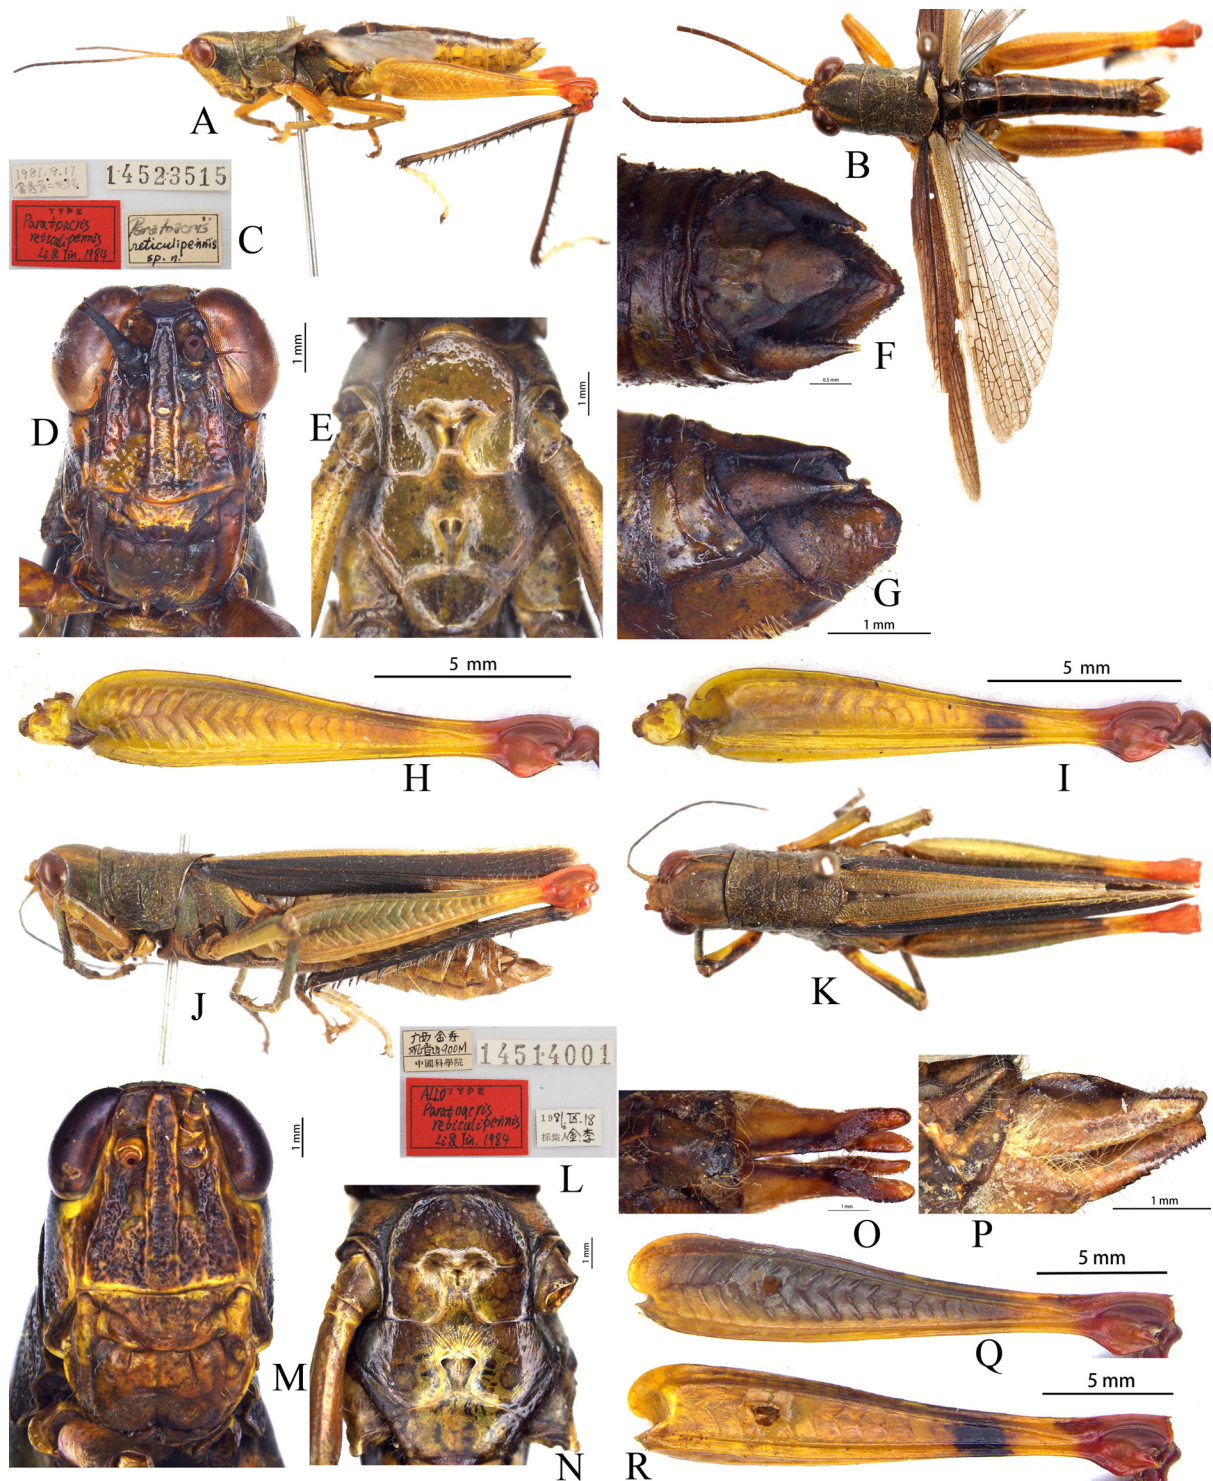 A
B
1981.9.17
14523515
TYPE
Paratoacris
reticulipennis
Li & Jin. 1984
Paratoacris
reticulipennis
sp. n.
C
D
1 mm
E
1 mm
F
0.5 mm
G
1 mm
5 mm
H
5 mm
I
J
K
广西金秀
900M
中國科學院
14514001
ALLOTYPE
Paratoacris
reticulipennis
Li & Jin. 1984
1981.IX.18
採集人
L
M
1 mm
N
1 mm
O
1 mm
P
1 mm
Q
5 mm
R
5 mm